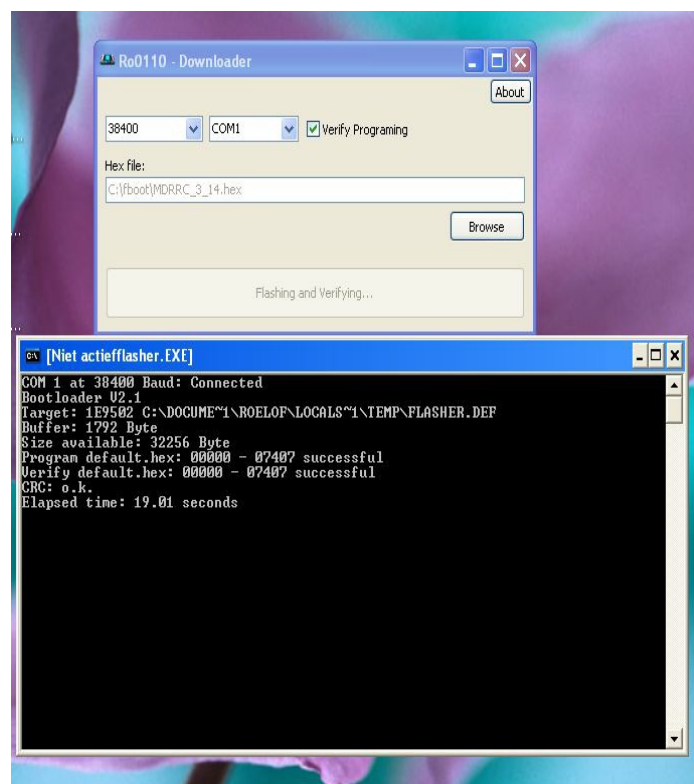 Ro0110 - Downloader
About
38400 COM1 Verify Programing
Hex file:
C:\fboot\MDRRC_3_14.hex
Browse
Flashing and Verifying...
[Niet actiefflasher.EXE]
COM 1 at 38400 Baud: Connected
Bootloader V2.1
Target: 1E9502 C:\DOCUME~1\ROELOF\LOCALS~1\TEMP\FLASHER.DEF
Buffer: 1792 Byte
Size available: 32256 Byte
Program default.hex: 00000 - 07407 successful
Verify default.hex: 00000 - 07407 successful
CRC: o.k.
Elapsed time: 19.01 seconds